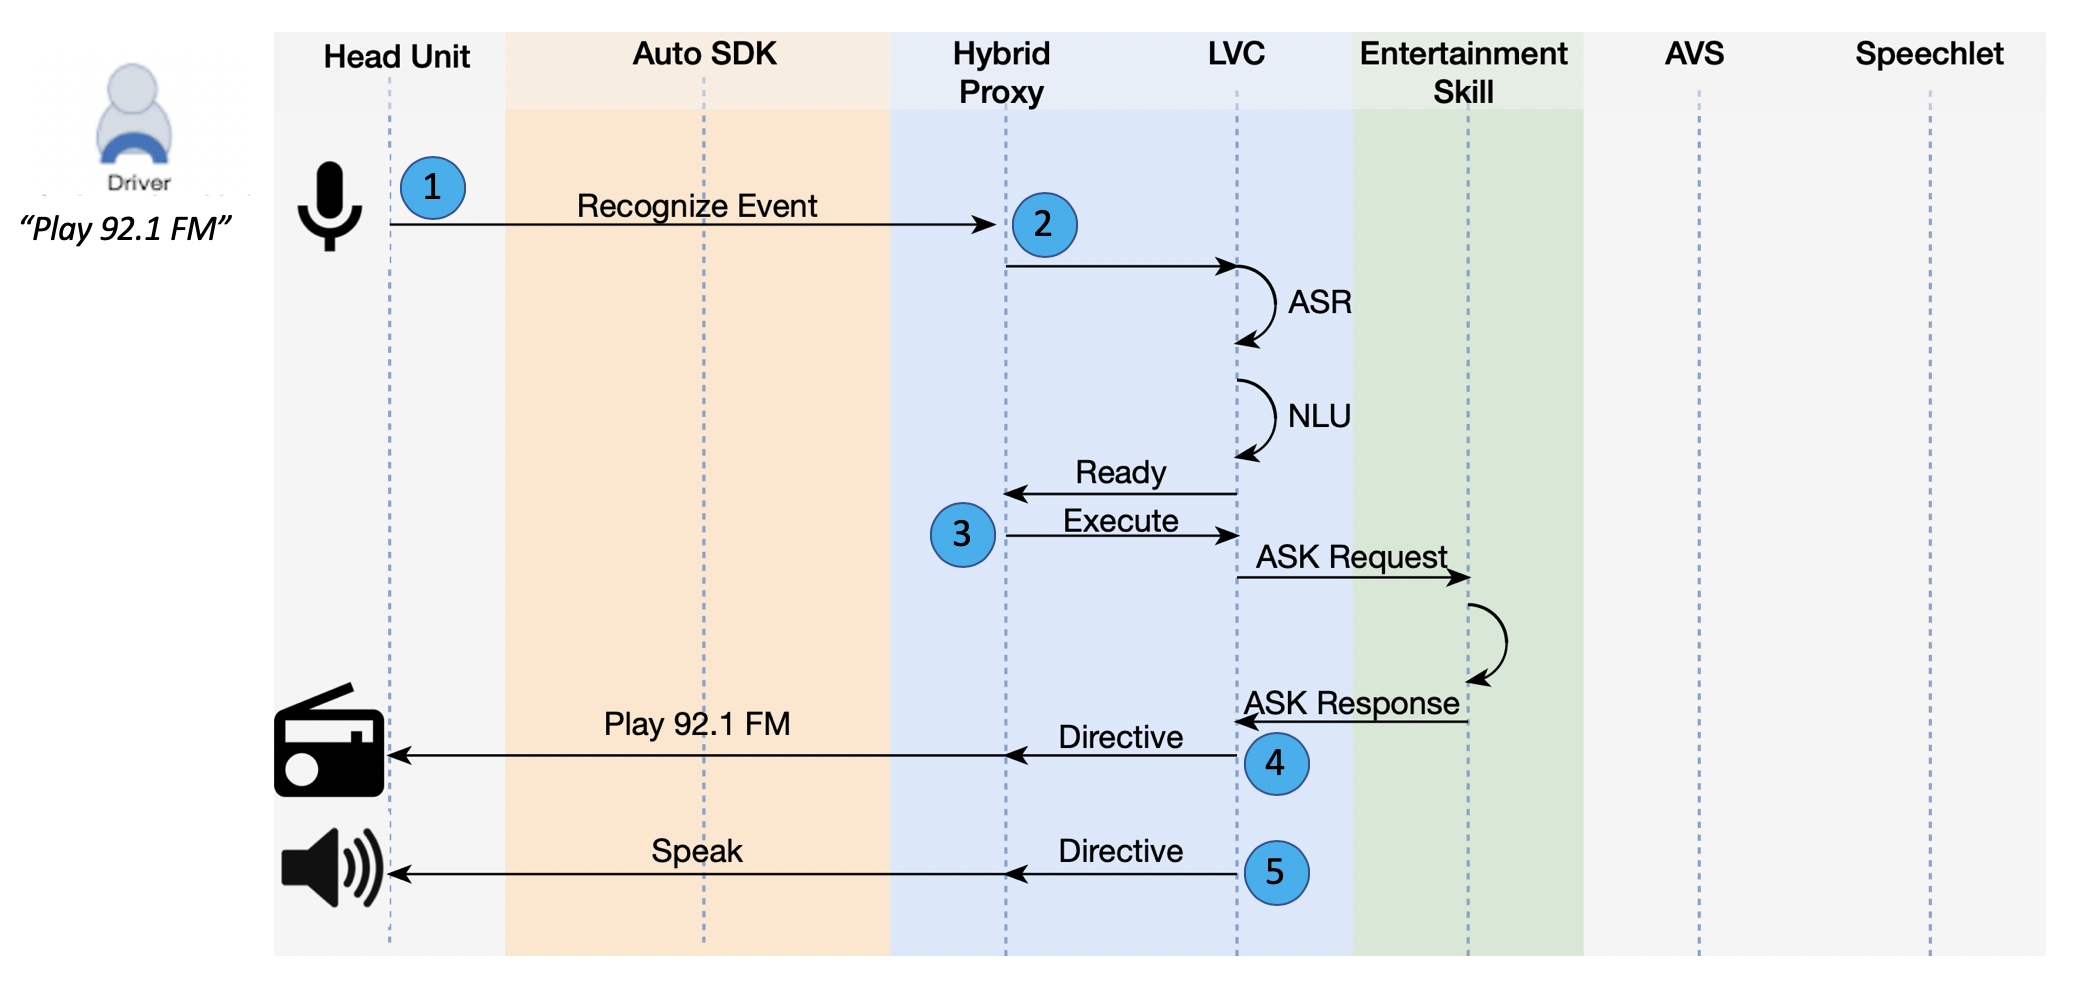 Head Unit
Auto SDK
Hybrid
Proxy
LVC
Entertainment
Skill
AVS
Speechlet
Driver
“Play 92.1 FM”
1
Recognize Event
2
ASR
NLU
Ready
3
Execute
ASK Request
ASK Response
Play 92.1 FM
Directive
4
Speak
Directive
5